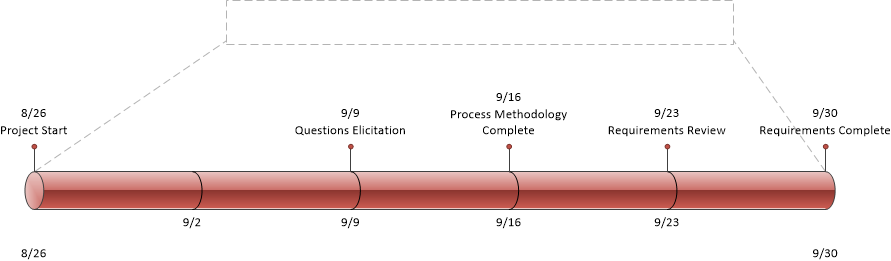 8/26
Project Start
9/9
Questions Elicitation
9/16
Process Methodology
Complete
9/23
Requirements Review
9/30
Requirements Complete
9/2
9/9
9/16
9/23
8/26
9/30